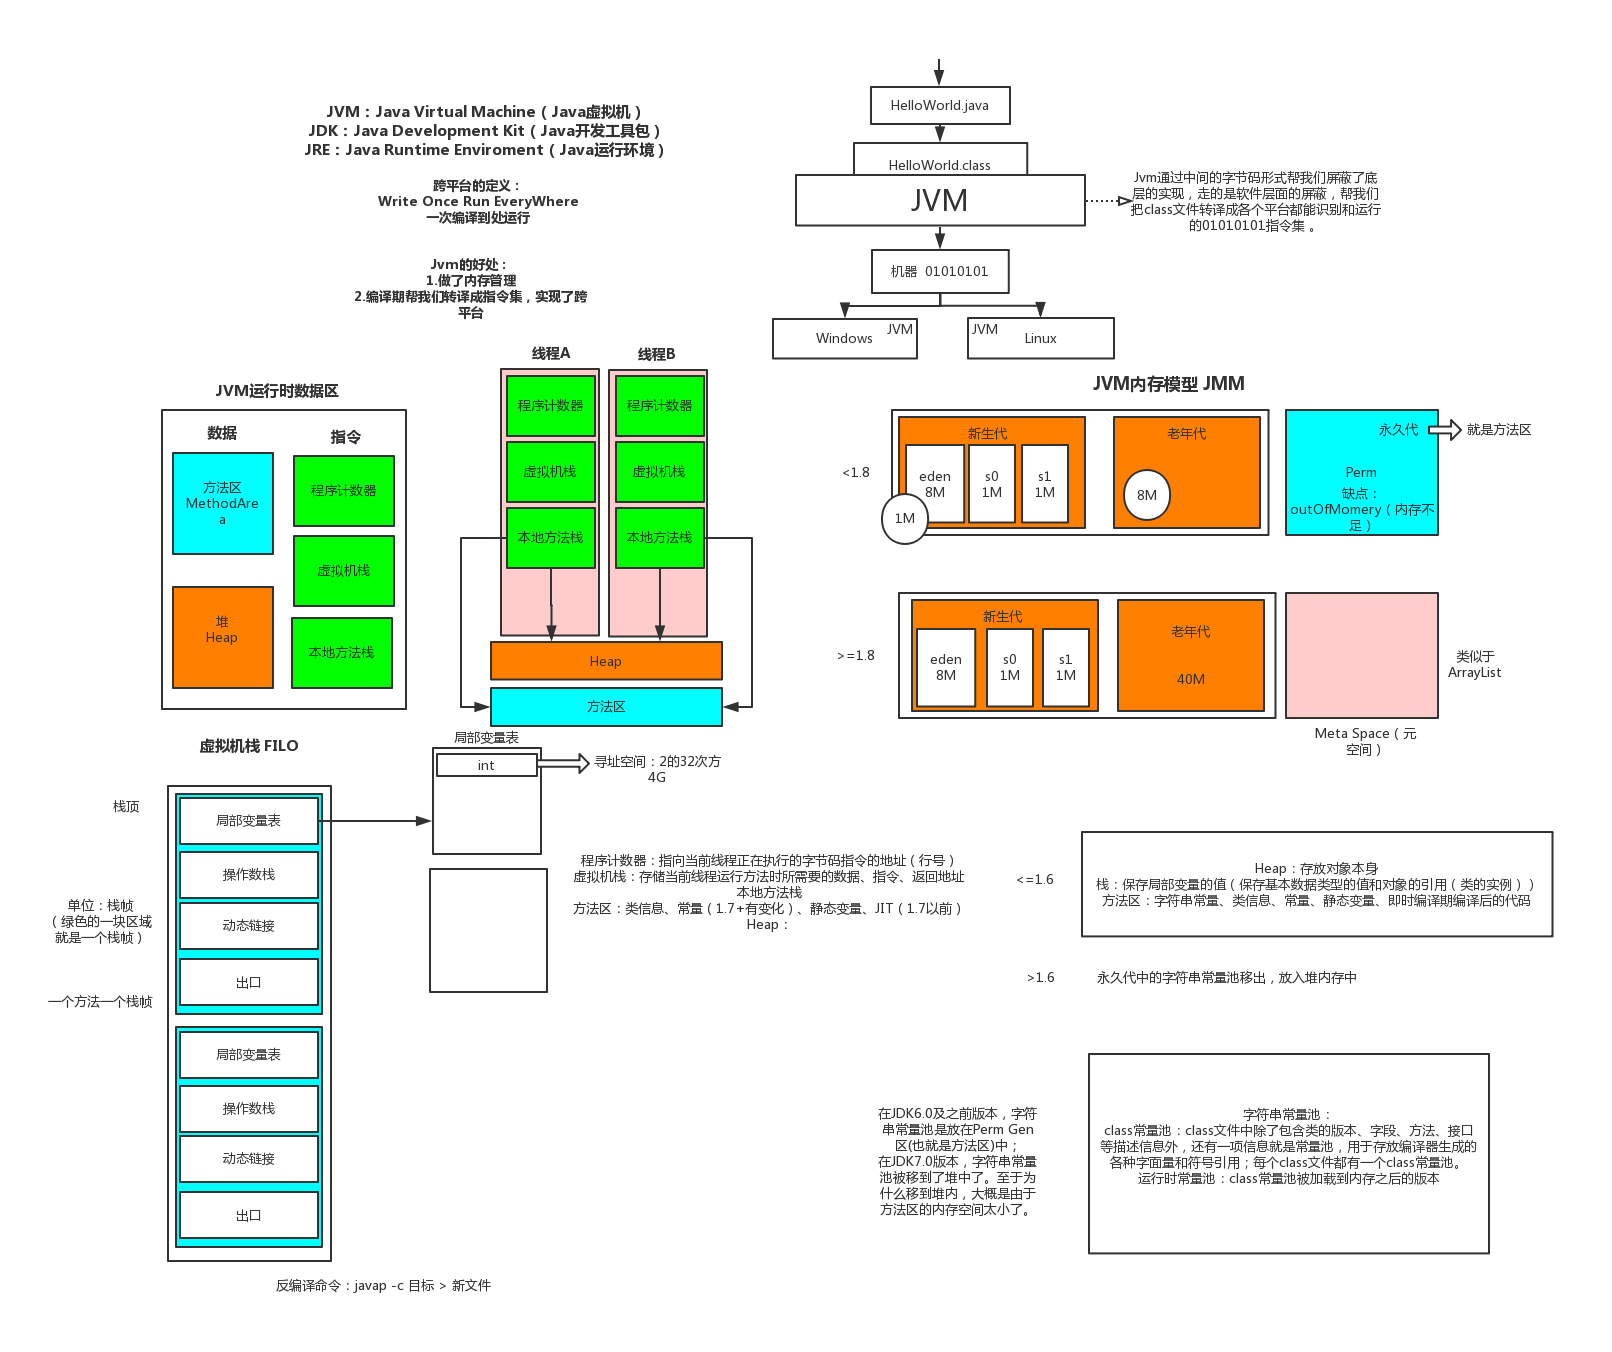 JVM：Java Virtual Machine（Java虚拟机）
JDK：Java Development Kit（Java开发工具包）
JRE：Java Runtime Enviroment（Java运行环境）
跨平台的定义：
Write Once Run EveryWhere
一次编译到处运行
Jvm的好处：
1.做了内存管理
2.编译期帮我们转译成指令集，实现了跨
平台
HelloWorld.java
HelloWorld.class
JVM
Jvm通过中间的字节码形式帮我们屏蔽了底
层的实现，走的是软件层面的屏蔽，帮我们
把class文件转译成各个平台都能识别和运行
的01010101指令集 。
机器 01010101
Windows
JVM
JVM
Linux
JVM运行时数据区
数据
指令
方法区
MethodAre
a
堆
Heap
程序计数器
虚拟机栈
本地方法栈
线程A
线程B
程序计数器
程序计数器
虚拟机栈
虚拟机栈
本地方法栈
本地方法栈
Heap
方法区
JVM内存模型 JMM
<1.8
新生代
eden
8M
s0
1M
s1
1M
1M
老年代
8M
永久代
就是方法区
Perm
缺点：
outOfMomery（内存不
足）
>=1.8
新生代
eden
8M
s0
1M
s1
1M
老年代
40M
类似于
ArrayList
Meta Space（元
空间）
虚拟机栈 FILO
栈顶
单位：栈帧
（绿色的一块区域
就是一个栈帧）
一个方法一个栈帧
局部变量表
操作数栈
动态链接
出口
局部变量表
操作数栈
动态链接
出口
局部变量表
int
寻址空间：2的32次方
4G
程序计数器：指向当前线程正在执行的字节码指令的地址（行号）
虚拟机栈：存储当前线程运行方法时所需要的数据、指令、返回地址
本地方法栈
方法区：类信息、常量（1.7+有变化）、静态变量、JIT（1.7以前）
Heap：
<=1.6
Heap：存放对象本身
栈：保存局部变量的值（保存基本数据类型的值和对象的引用（类的实例））
方法区：字符串常量、类信息、常量、静态变量、即时编译期编译后的代码
>1.6
永久代中的字符串常量池移出，放入堆内存中
在JDK6.0及之前版本，字符
串常量池是放在Perm Gen
区(也就是方法区)中；
在JDK7.0版本，字符串常量
池被移到了堆中了。至于为
什么移到堆内，大概是由于
方法区的内存空间太小了。
字符串常量池：
class常量池：class文件中除了包含类的版本、字段、方法、接口
等描述信息外，还有一项信息就是常量池，用于存放编译器生成的
各种字面量和符号引用；每个class文件都有一个class常量池。
运行时常量池：class常量池被加载到内存之后的版本
反编译命令：javap -c 目标 > 新文件